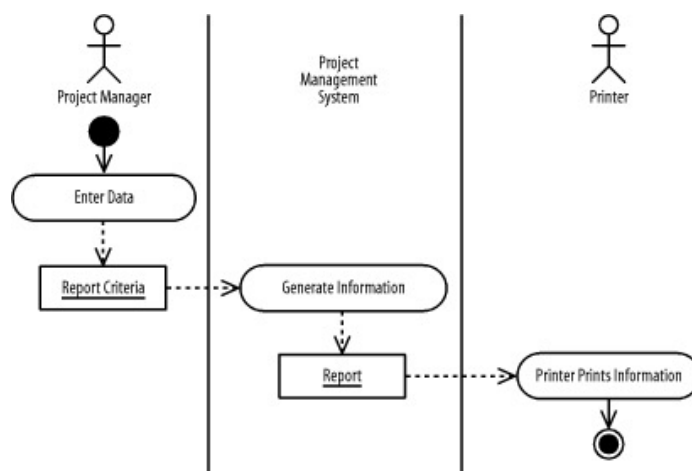 Project Manager
Project
Management
System
Printer
Enter Data
Report Criteria
Generate Information
Report
Printer Prints Information